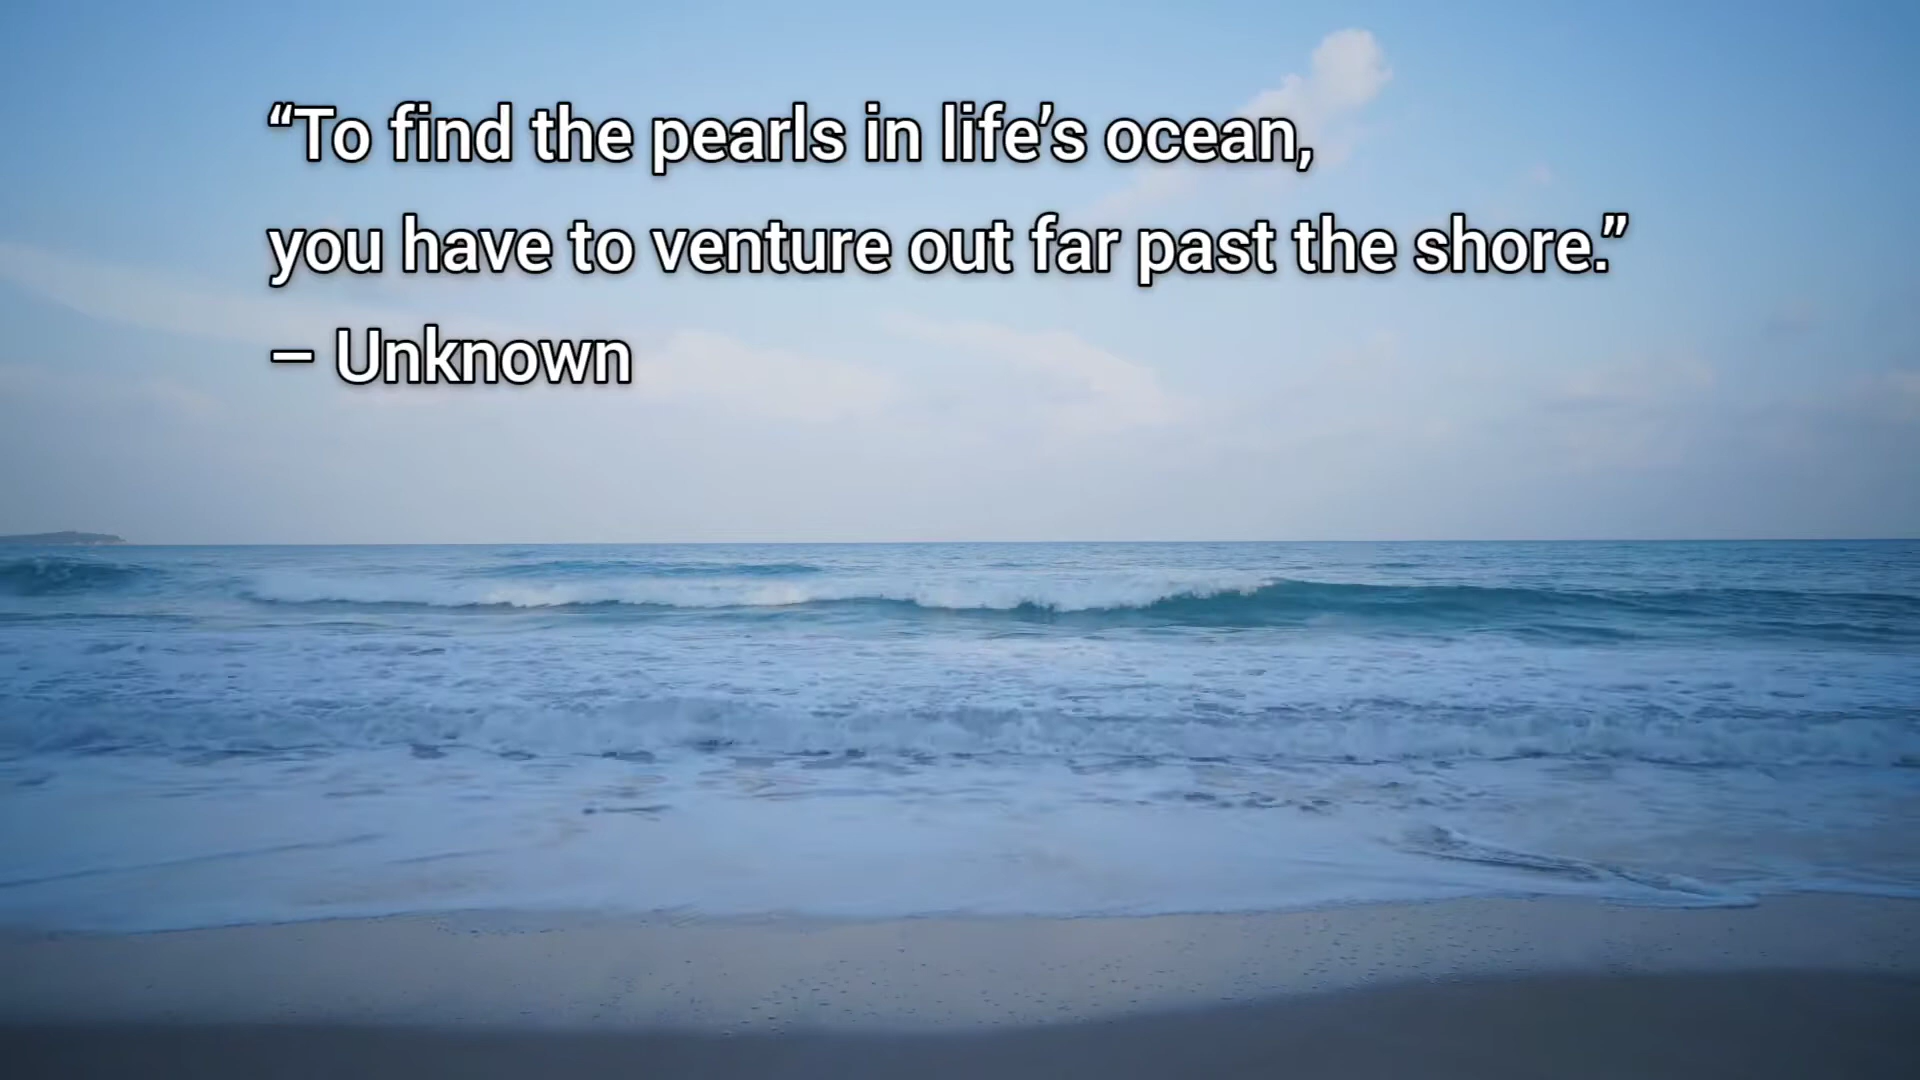 “To find the pearls in life’s ocean,
you have to venture out far past the shore.”
– Unknown